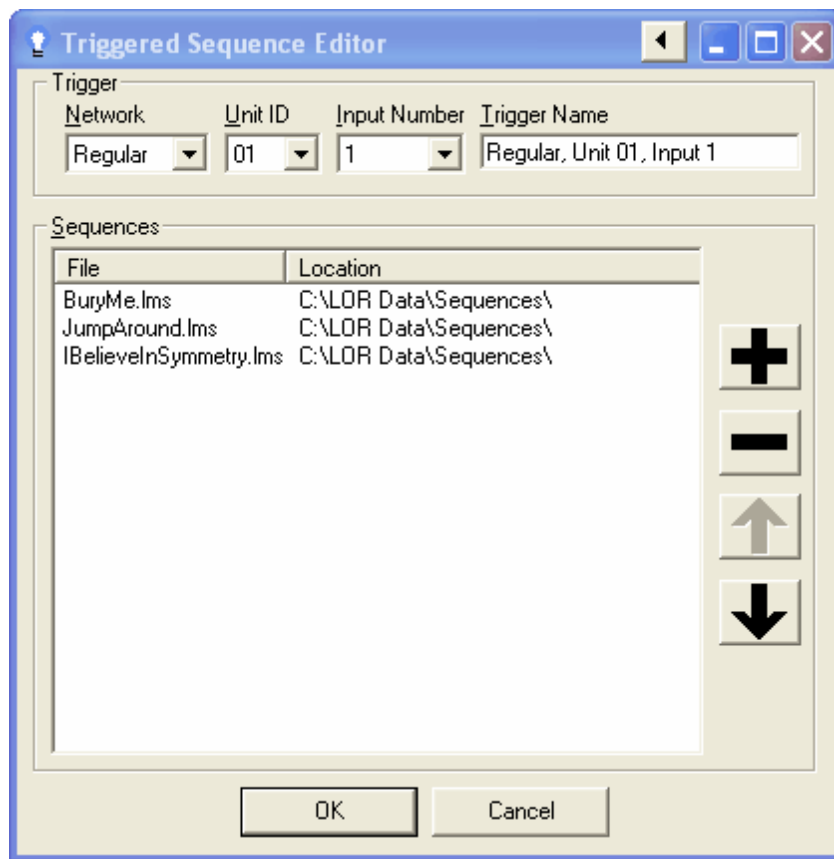 Triggered Sequence Editor
Trigger
Network Unit ID Input Number Trigger Name
Regular 01 1 Regular, Unit 01, Input 1
Sequences
File Location
BuryMe.lms C:\LOR Data\Sequences\
JumpAround.lms C:\LOR Data\Sequences\
IBelieveInSymmetry.lms C:\LOR Data\Sequences\
OK Cancel